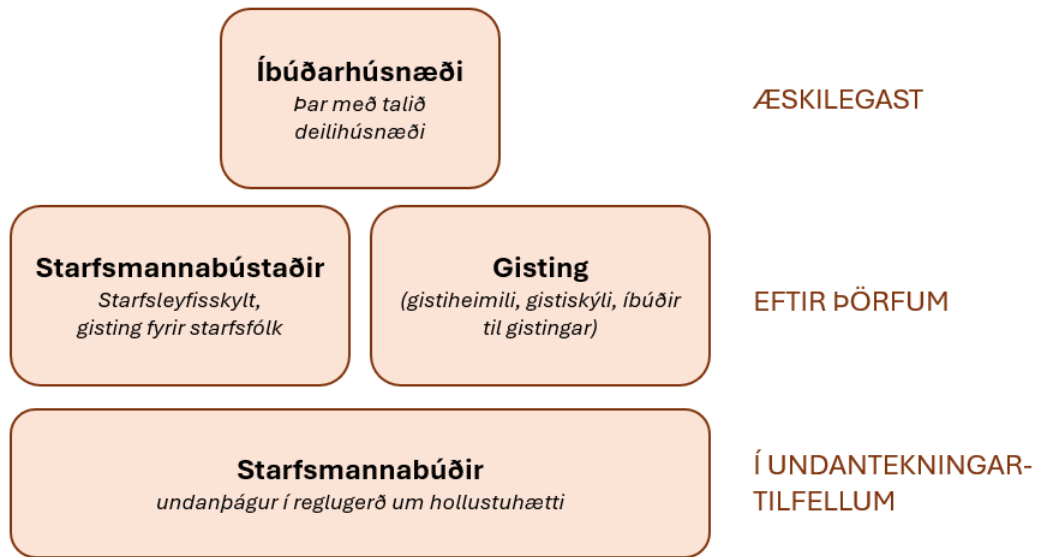 Íbúðarhúsnæði
Þar með talið
deilihúsnæði
ÆSKILEGAST
Starfsmannabústaðir
Starfsleyfisskylt,
gisting fyrir starfsfólk
Gisting
(gistiheimili, gistiskýli, íbúðir
til gistingar)
EFTIR ÞÖRFUM
Starfsmannabúðir
undanþágur í reglugerð um hollustuhætti
Í UNDANTEKNINGAR-
TILFELLUM